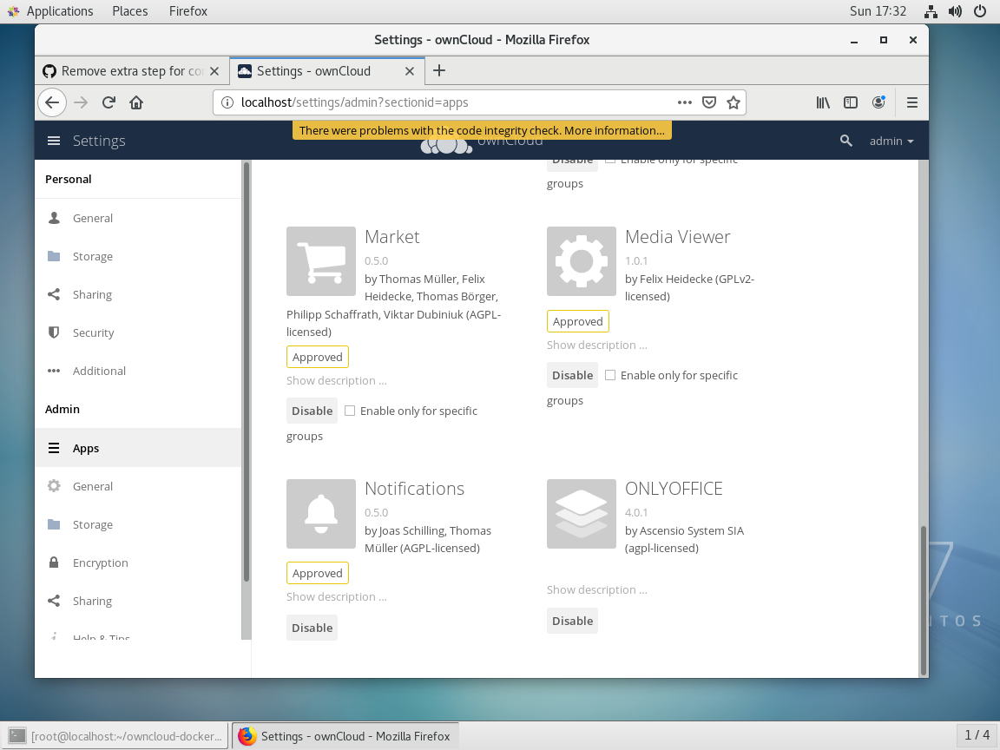 Applications Places Firefox Sun 17:32
Settings - ownCloud - Mozilla Firefox
Remove extra step for co
Settings - ownCloud
localhost/settings/admin?sectionid=apps
There were problems with the code integrity check. More information...
Settings
ownCloud
admin
Personal
General
Storage
Sharing
Security
Additional
Admin
Apps
General
Storage
Encryption
Sharing
Help & Tips
Disable Enable only for specific
groups
Market
0.5.0
by Thomas Müller, Felix
Heidecke, Thomas Börger,
Philipp Schaffrath, Viktar Dubiniuk (AGPL-
licensed)
Approved
Show description ...
Disable Enable only for specific
groups
Media Viewer
1.0.1
by Felix Heidecke (GPLv2-
licensed)
Approved
Show description ...
Disable Enable only for specific
groups
Notifications
0.5.0
by Joas Schilling, Thomas
Müller (AGPL-licensed)
Approved
Show description ...
Disable
ONLYOFFICE
4.0.1
by Ascensio System SIA
(agpl-licensed)
Show description ...
Disable
7
NTOS
[root@localhost:~/owncloud-docker...
Settings - ownCloud - Mozilla Firefox
1 / 4